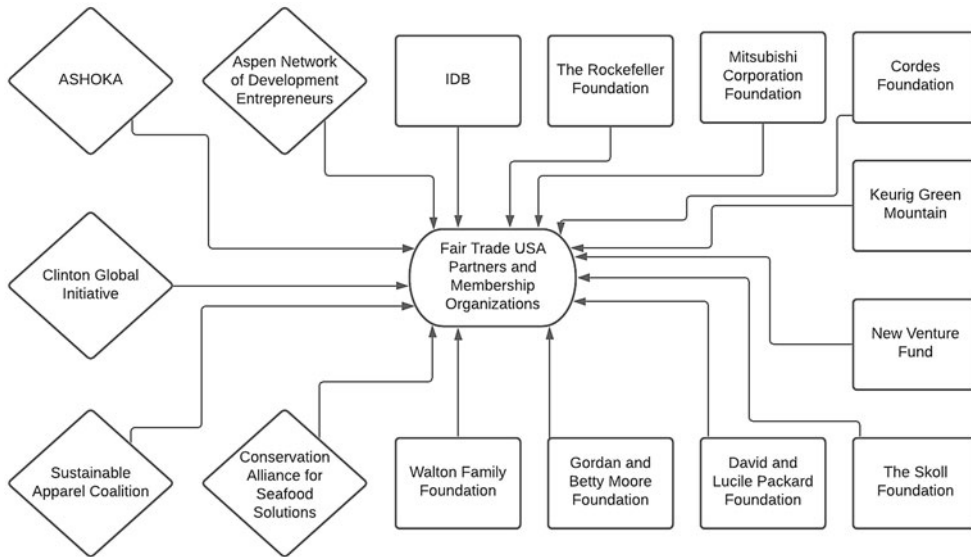 ASHOKA
Aspen Network
of Development
Entrepreneurs
IDB
The Rockefeller
Foundation
Mitsubishi
Corporation
Foundation
Cordes
Foundation
Keurig Green
Mountain
Fair Trade USA
Partners and
Membership
Organizations
Clinton Global
Initiative
New Venture
Fund
Sustainable
Apparel Coalition
Conservation
Alliance for
Seafood
Solutions
Walton Family
Foundation
Gordan and
Betty Moore
Foundation
David and
Lucile Packard
Foundation
The Skoll
Foundation